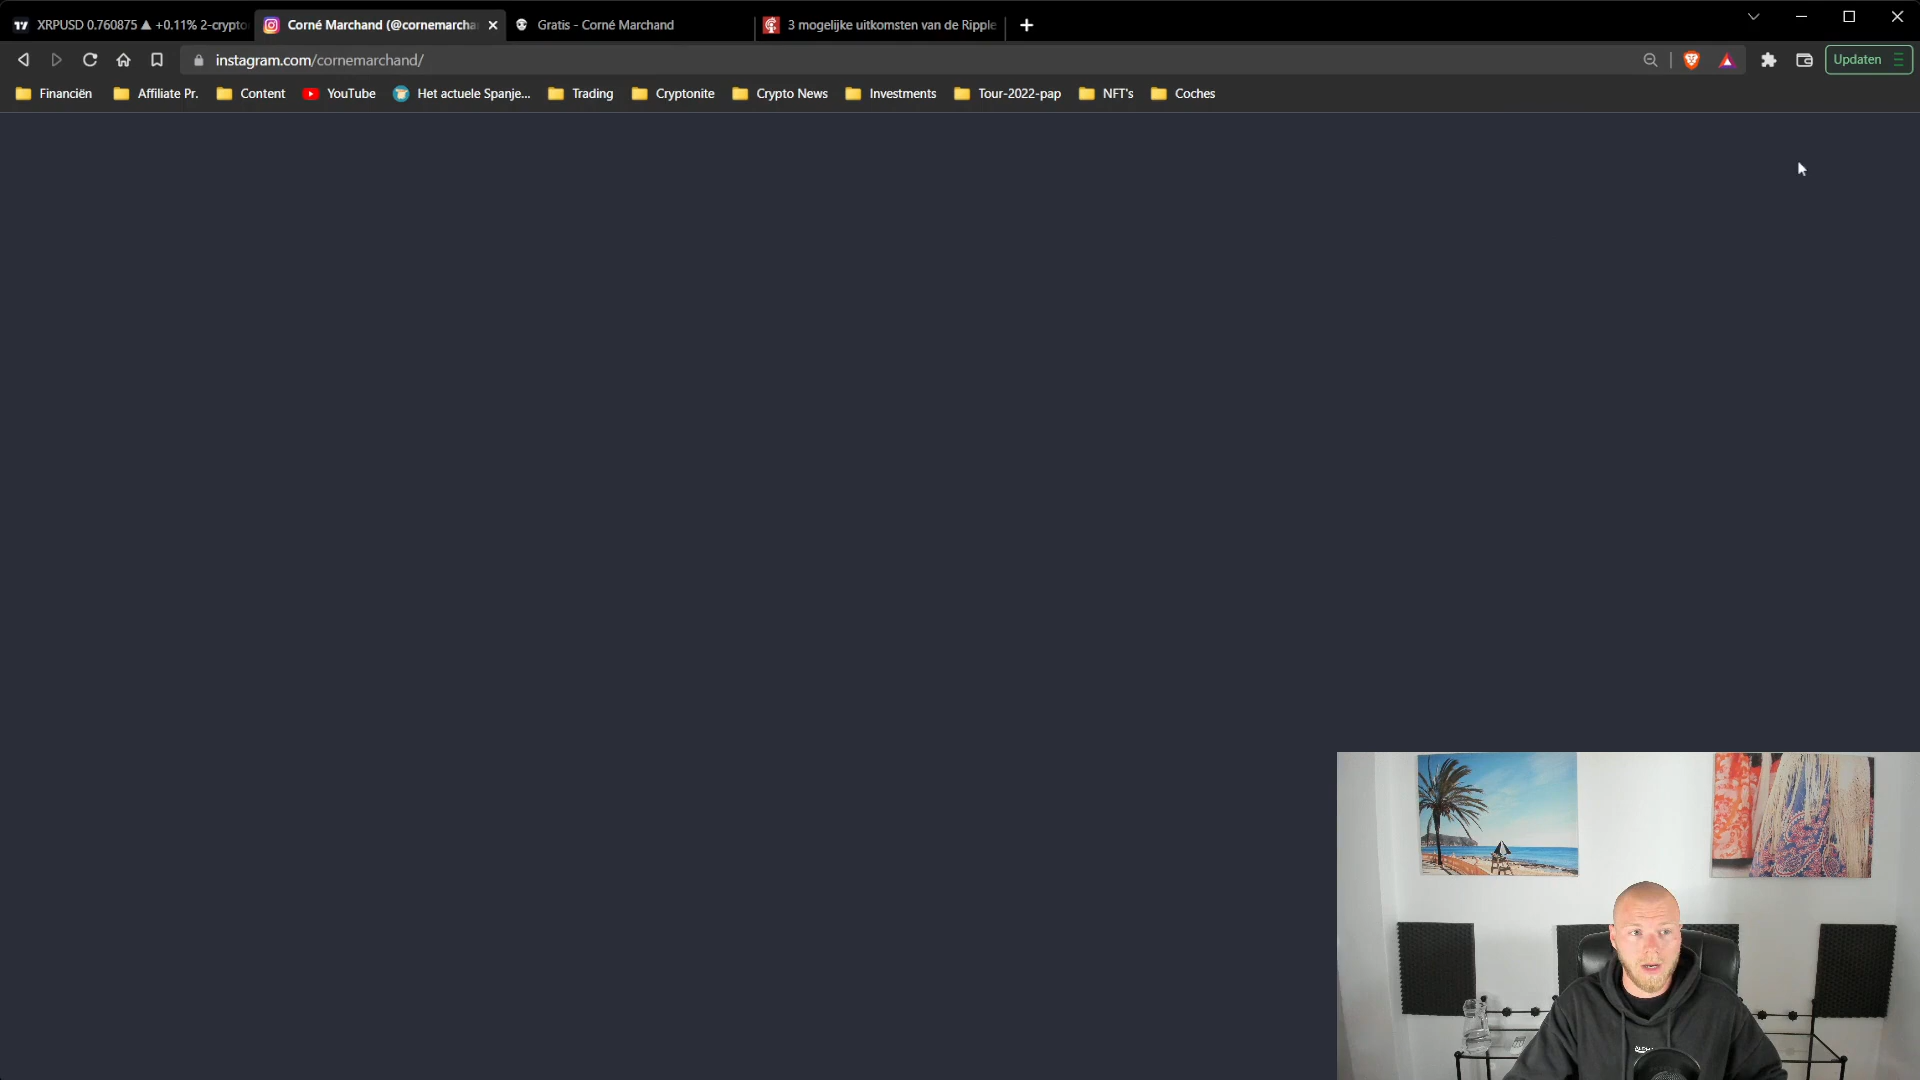 XRPUSD 0.760875 ▲ +0.11% 2-crypto
Corné Marchand (@cornemarcha
Gratis - Corné Marchand
3 mogelijke uitkomsten van de Ripple
instagram.com/cornemarchand/
Updaten
Financiën
Affiliate Pr.
Content
YouTube
Het actuele Spanje...
Trading
Cryptonite
Crypto News
Investments
Tour-2022-pap
NFT's
Coches